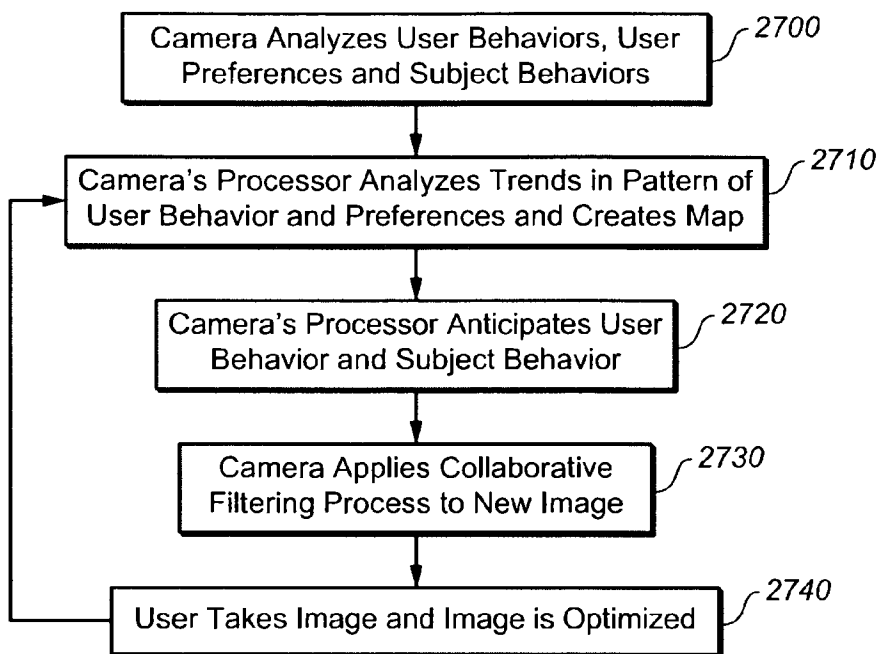 Camera Analyzes User Behaviors, User
Preferences and Subject Behaviors
2700
Camera's Processor Analyzes Trends in Pattern of
User Behavior and Preferences and Creates Map
2710
Camera's Processor Anticipates User
Behavior and Subject Behavior
2720
Camera Applies Collaborative
Filtering Process to New Image
2730
User Takes Image and Image is Optimized
2740